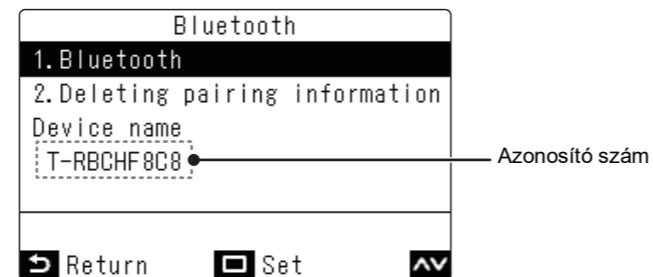 Bluetooth
1.Bluetooth
2.Deleting pairing information
Device name
T-RBCHF8C8
Azonosító szám
Return Set